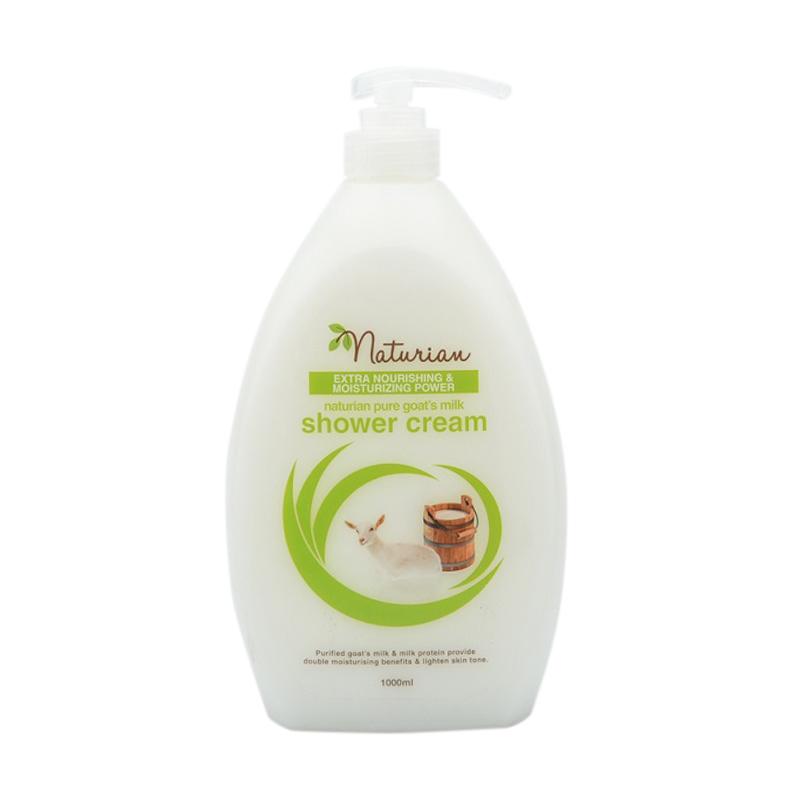 Naturian
EXTRA NOURISHING &
MOISTURIZING POWER
naturian pure goat's milk
shower cream
Purified goat's milk & milk protein provide
double moisturising benefits & lighten skin tone.
1000ml